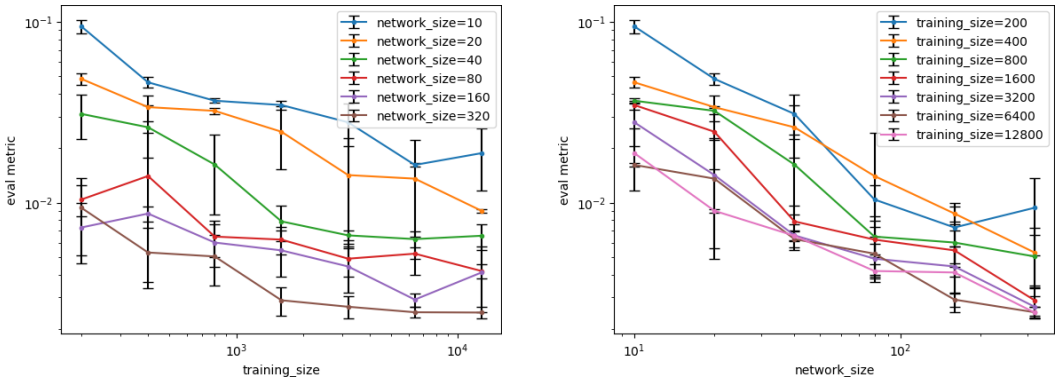 10⁻¹
10⁻²
eval metric
10³
10⁴
training_size
network_size=10
network_size=20
network_size=40
network_size=80
network_size=160
network_size=320
10⁻¹
10⁻²
eval metric
10¹
10²
network_size
training_size=200
training_size=400
training_size=800
training_size=1600
training_size=3200
training_size=6400
training_size=12800